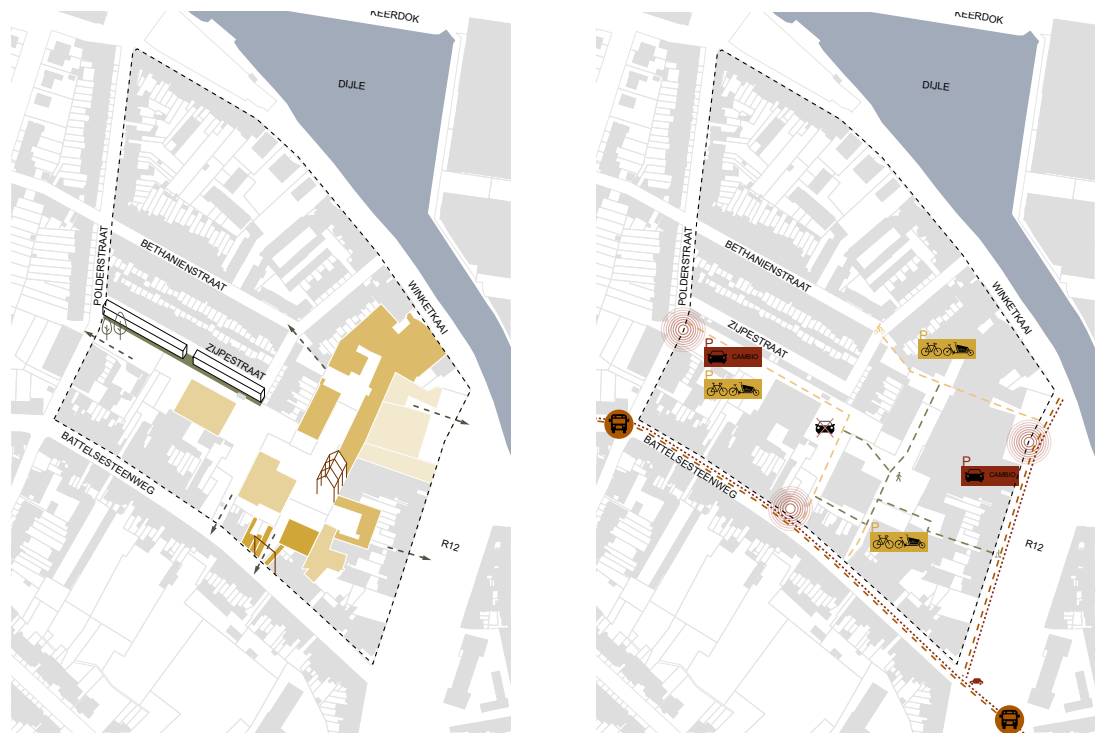 KEERDOK
DIJLE
POLDERSTRAAT
BETHANIENSTRAAT
WINKETKAAI
ZIJPESTRAAT
BATTELSESTEENWEG
KEERDOK
DIJLE
POLDERSTRAAT
BETHANIENSTRAAT
WINKETKAAI
ZIJPESTRAAT
P
P
CAMBIO
P
BATTELSESTEENWEG
P
CAMBIO
P
R12
R12